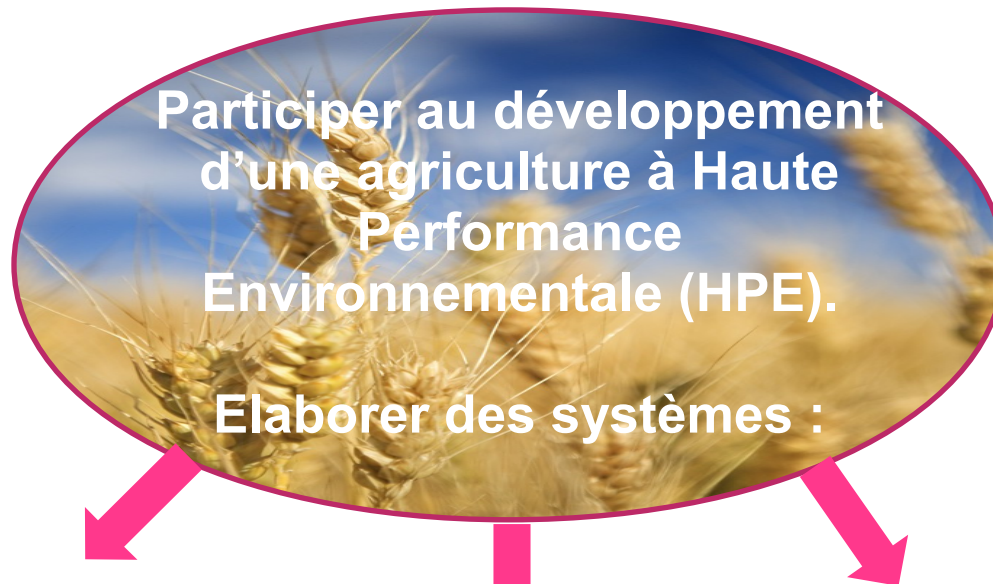 Participer au développement
d’une agriculture à Haute
Performance
Environnementale (HPE).
Elaborer des systèmes :